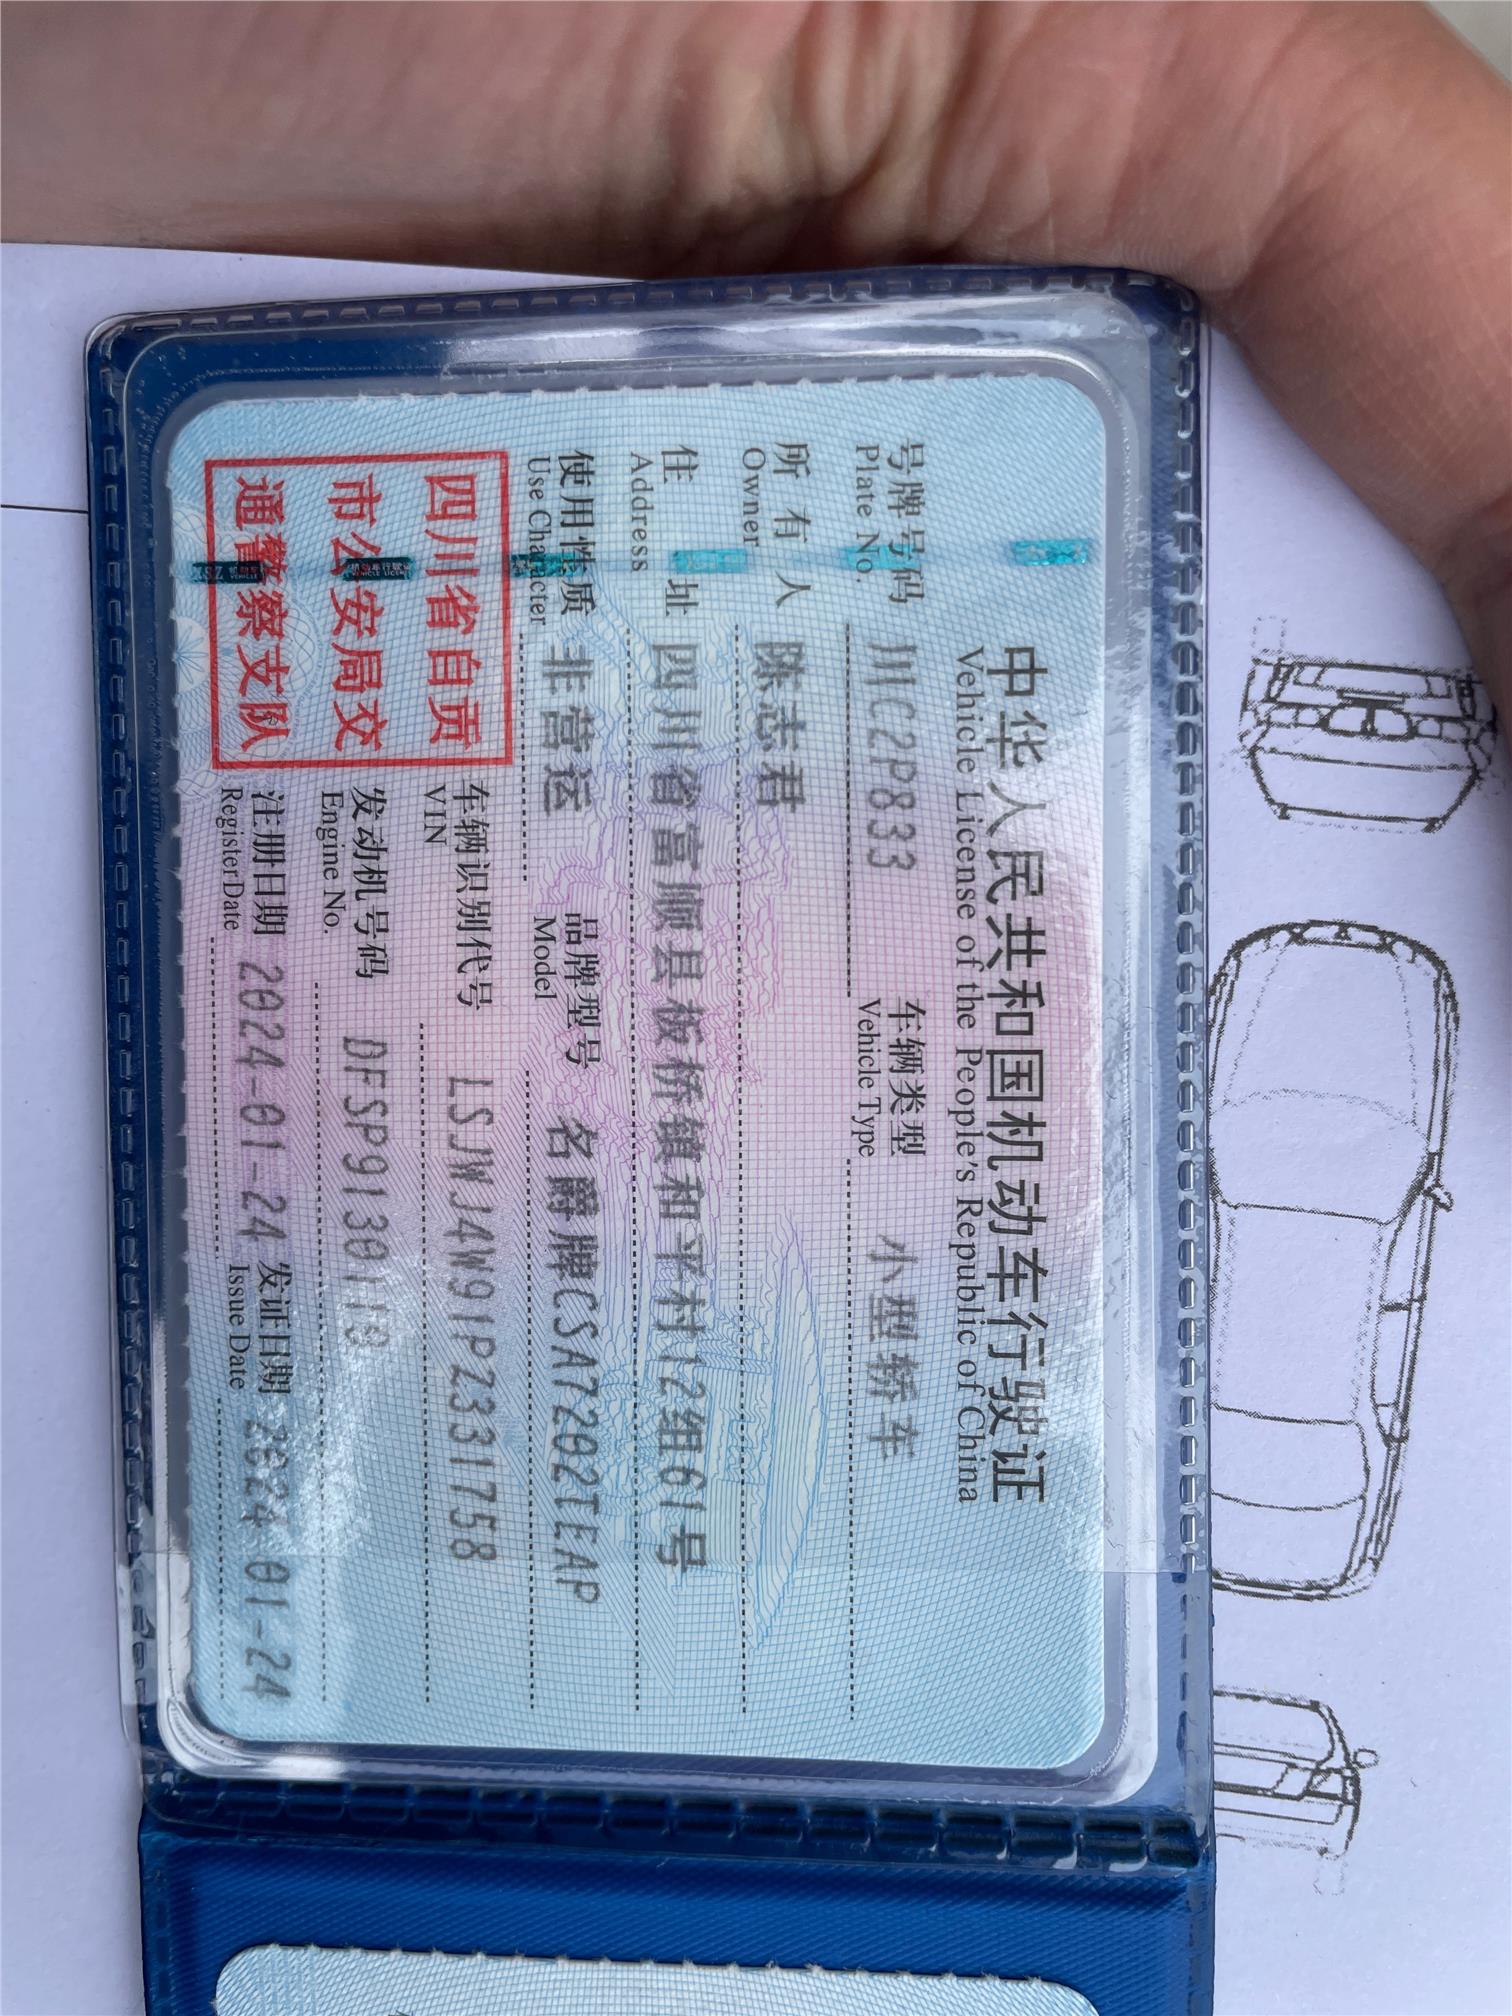 中华人民共和国机动车行驶证
Vehicle License of the People's Republic of China
号牌号码 川C2P833 车辆类型 小型轿车
Plate No. Vehicle Type
所有人 陈志君
Owner
住址 四川省富顺县板桥镇和平村12组61号
Address
使用性质 非营运 品牌型号 名爵牌CSA7202TEAP
Use Character Model
四川省自贡
市公安局交
通警察支队
车辆识别代号 LSJWJ4W91PZ331758
VIN
发动机号码 DFSP9130118
Engine No.
注册日期 2024-01-24 发证日期 2024-01-24
Register Date Issue Date